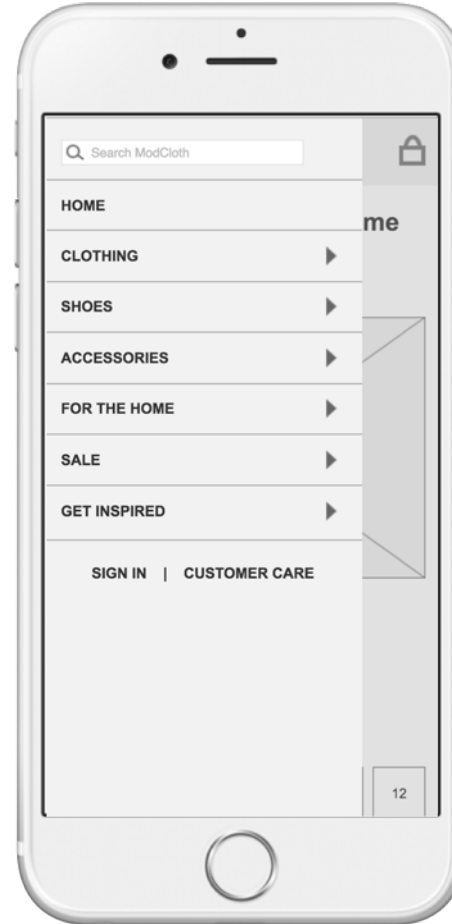 Search ModCloth
HOME
me
CLOTHING
SHOES
ACCESSORIES
FOR THE HOME
SALE
GET INSPIRED
SIGN IN | CUSTOMER CARE
12